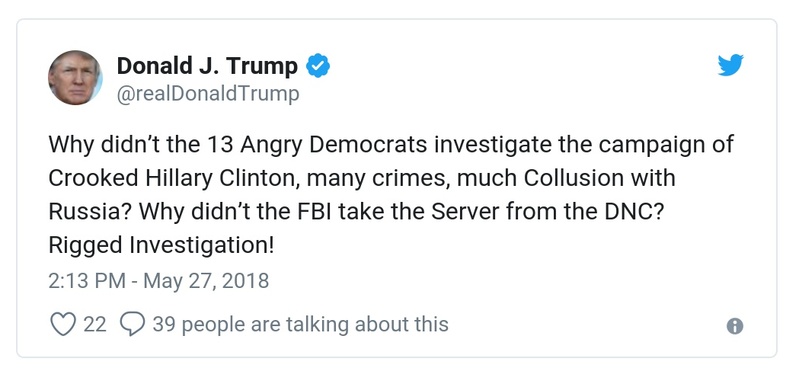 Donald J. Trump
@realDonaldTrump
Why didn’t the 13 Angry Democrats investigate the campaign of
Crooked Hillary Clinton, many crimes, much Collusion with
Russia? Why didn’t the FBI take the Server from the DNC?
Rigged Investigation!
2:13 PM - May 27, 2018
22 39 people are talking about this